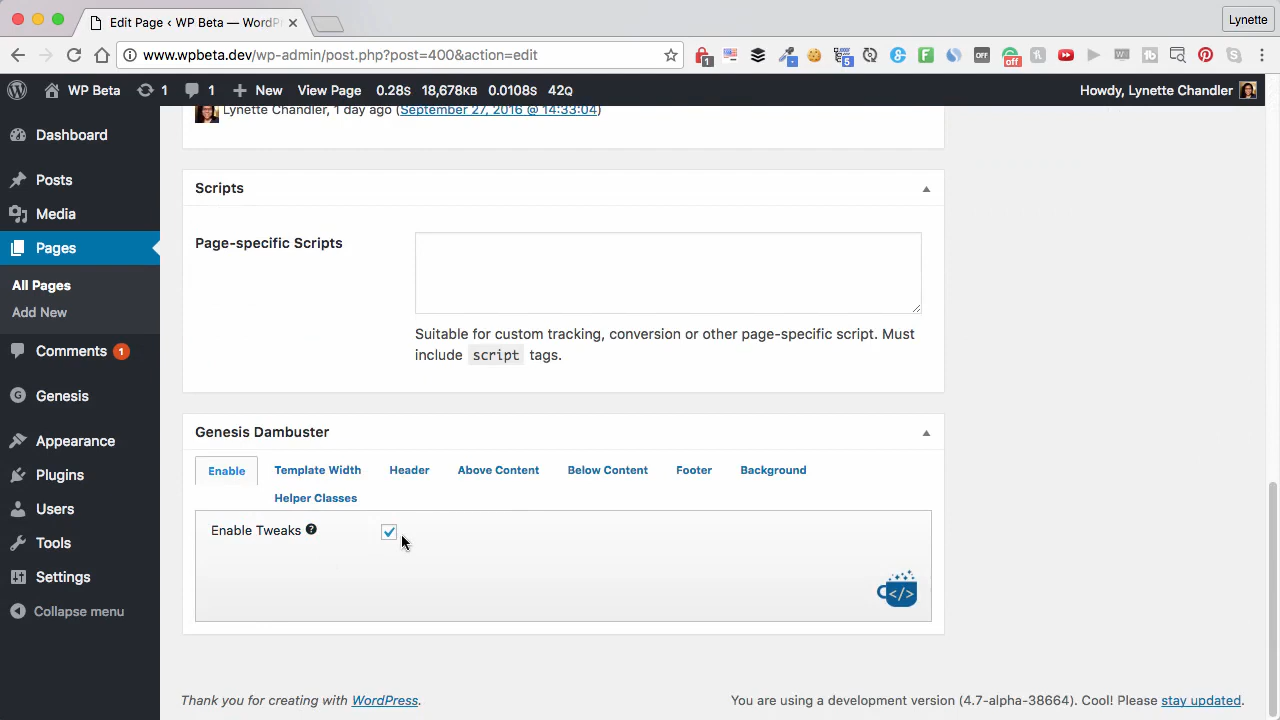 Edit Page ‹ WP Beta — WordPr
Lynette
www.wpbeta.dev/wp-admin/post.php?post=400&action=edit
1
5
OFF
off
WP Beta
1
1
New
View Page
0.28S
18,678KB
0.0108S
42Q
Howdy, Lynette Chandler
Lynette Chandler, 1 day ago (September 27, 2016 @ 14:33:04)
Dashboard
Posts
Media
Pages
All Pages
Add New
Comments 1
Genesis
Appearance
Plugins
Users
Tools
Settings
Collapse menu
Scripts
Page-specific Scripts
Suitable for custom tracking, conversion or other page-specific script. Must
include script tags.
Genesis Dambuster
Enable
Template Width
Header
Above Content
Below Content
Footer
Background
Helper Classes
Enable Tweaks ?
</>
Thank you for creating with WordPress.
You are using a development version (4.7-alpha-38664). Cool! Please stay updated.